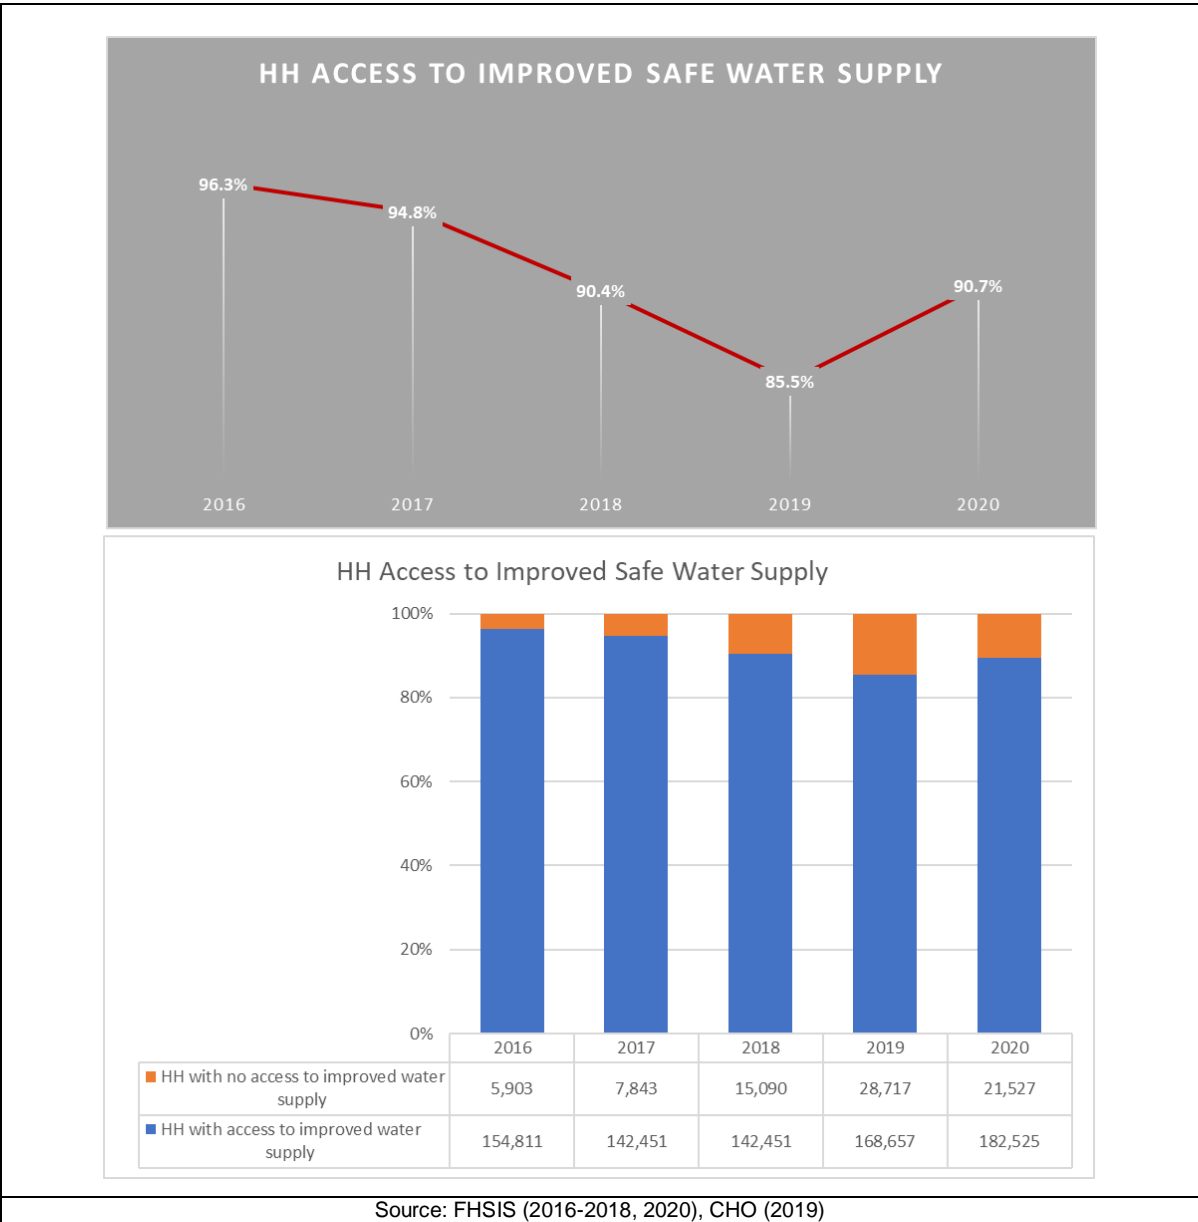 HH ACCESS TO IMPROVED SAFE WATER SUPPLY
96.3%
94.8%
90.4%
85.5%
90.7%
2016 2017 2018 2019 2020
HH Access to Improved Safe Water Supply
100%
80%
60%
40%
20%
0%
2016 2017 2018 2019 2020
HH with no access to improved water
supply
5,903 7,843 15,090 28,717 21,527
HH with access to improved water
supply
154,811 142,451 142,451 168,657 182,525
Source: FHSIS (2016-2018, 2020), CHO (2019)